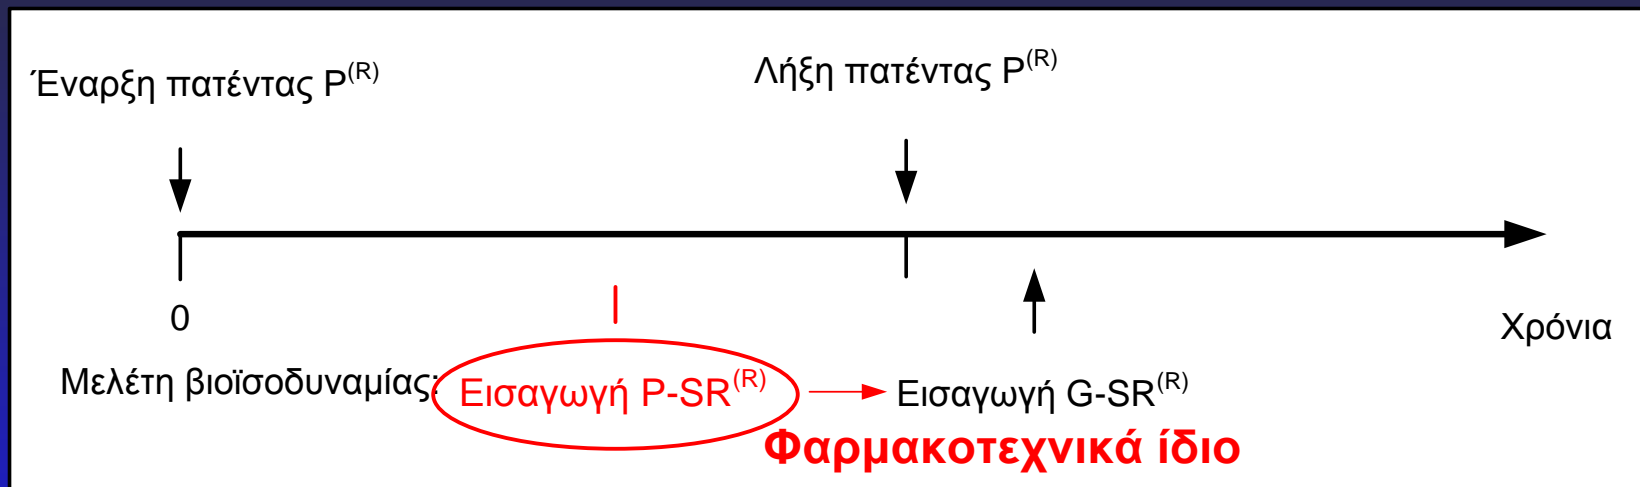 Έναρξη πατέντας P(R)
Λήξη πατέντας P(R)
0
Χρόνια
Μελέτη βιοϊσοδυναμίας: Εισαγωγή P-SR(R) Εισαγωγή G-SR(R)
Φαρμακοτεχνικά ίδιο